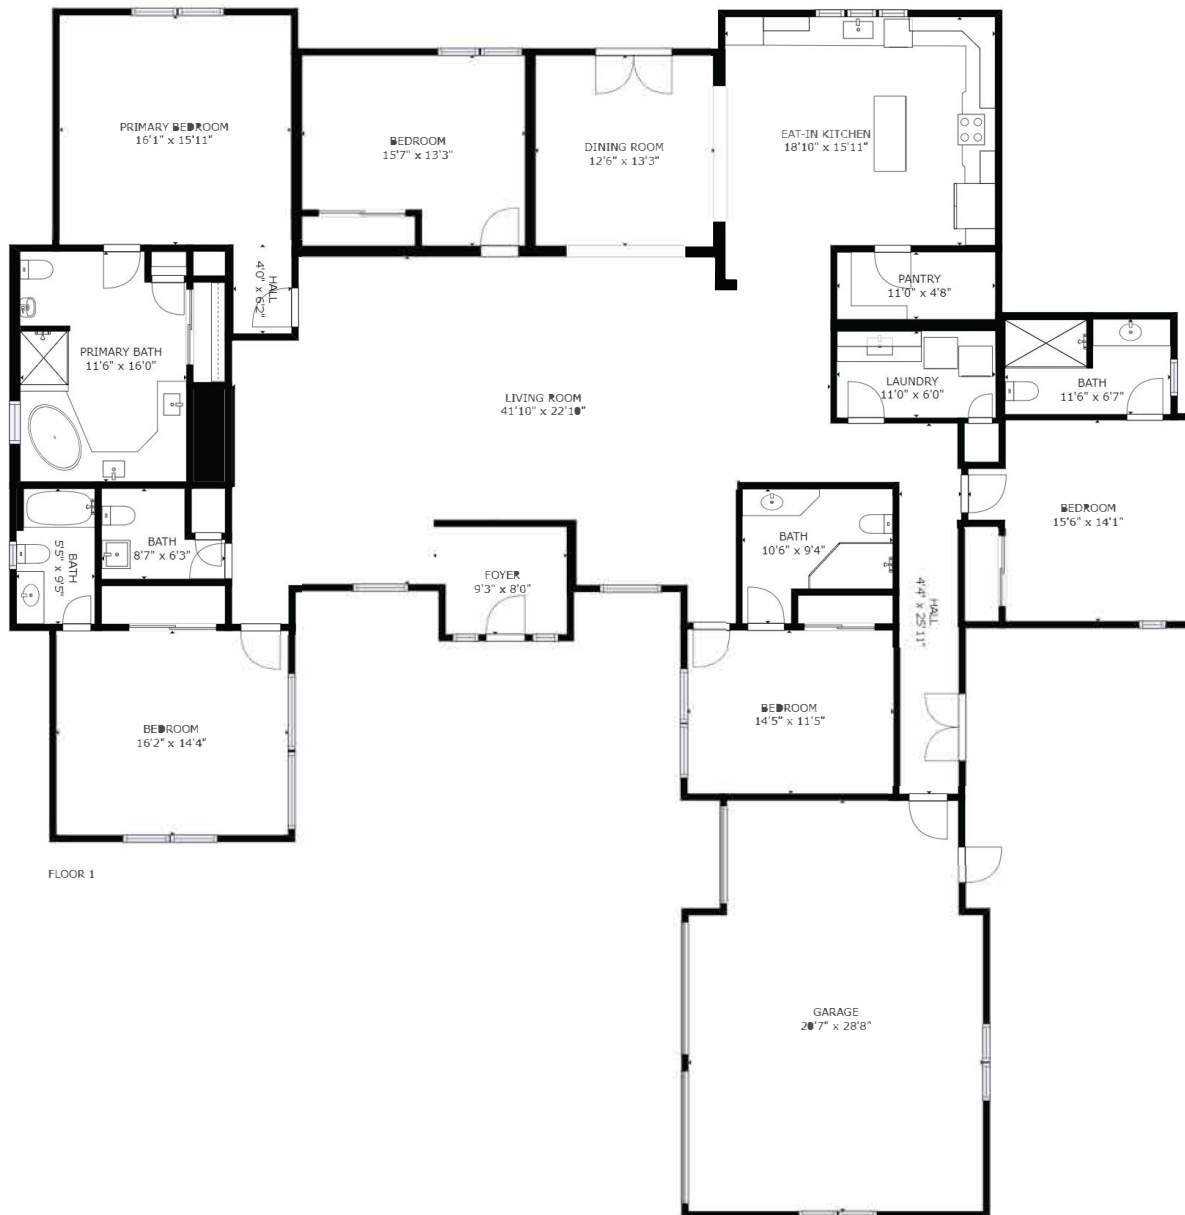 PRIMARY BEDROOM
16'1" x 15'11"
BEDROOM
15'7" x 13'3"
DINING ROOM
12'6" x 13'3"
EAT-IN KITCHEN
18'10" x 15'11"
HALL
4'0" x 6'2"
PANTRY
11'0" x 4'8"
PRIMARY BATH
11'6" x 16'0"
LIVING ROOM
41'10" x 22'10"
LAUNDRY
11'0" x 6'0"
BATH
11'6" x 6'7"
BATH
5'5" x 9'5"
BATH
8'7" x 6'3"
FOYER
9'3" x 8'0"
BATH
10'6" x 9'4"
BEDROOM
15'6" x 14'1"
HALL
4'4" x 25'11"
BEDROOM
16'2" x 14'4"
BEDROOM
14'5" x 11'5"
FLOOR 1
GARAGE
20'7" x 28'8"